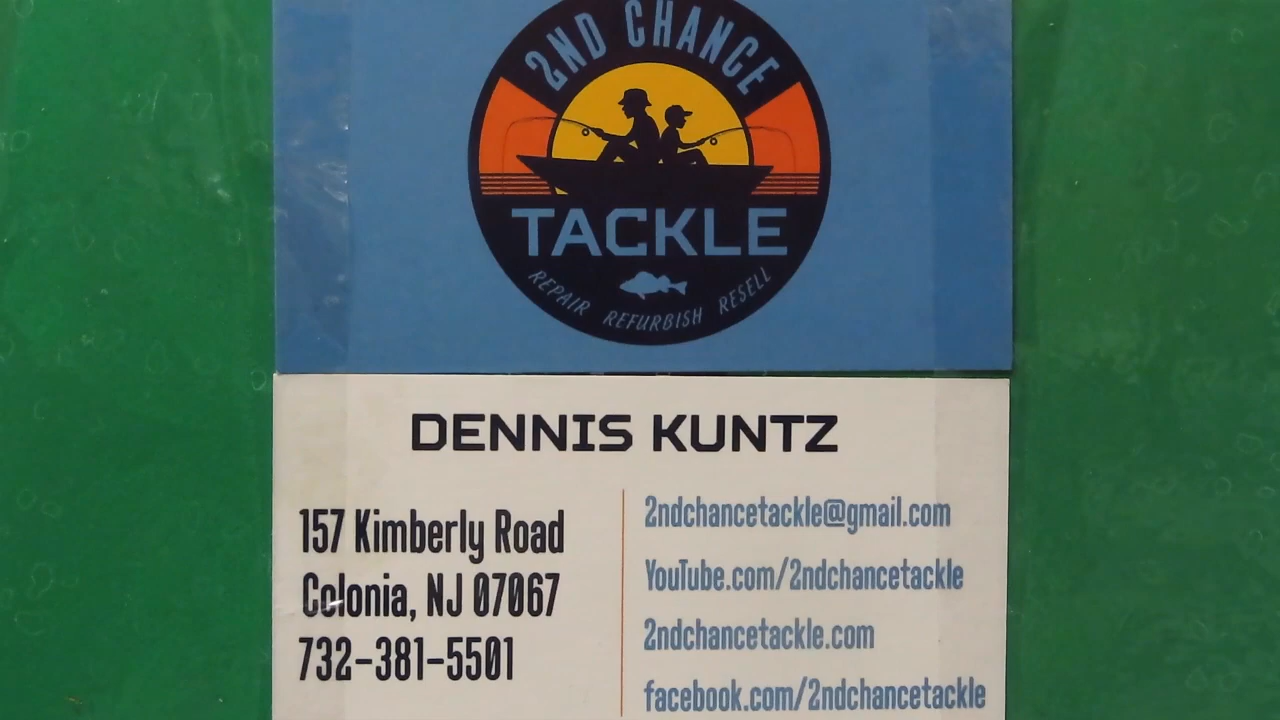 2ND CHANCE
TACKLE
REPAIR REFURBISH RESELL
DENNIS KUNTZ
157 Kimberly Road
Colonia, NJ 07067
732-381-5501
2ndchancetackle@gmail.com
YouTube.com/2ndchancetackle
2ndchancetackle.com
facebook.com/2ndchancetackle